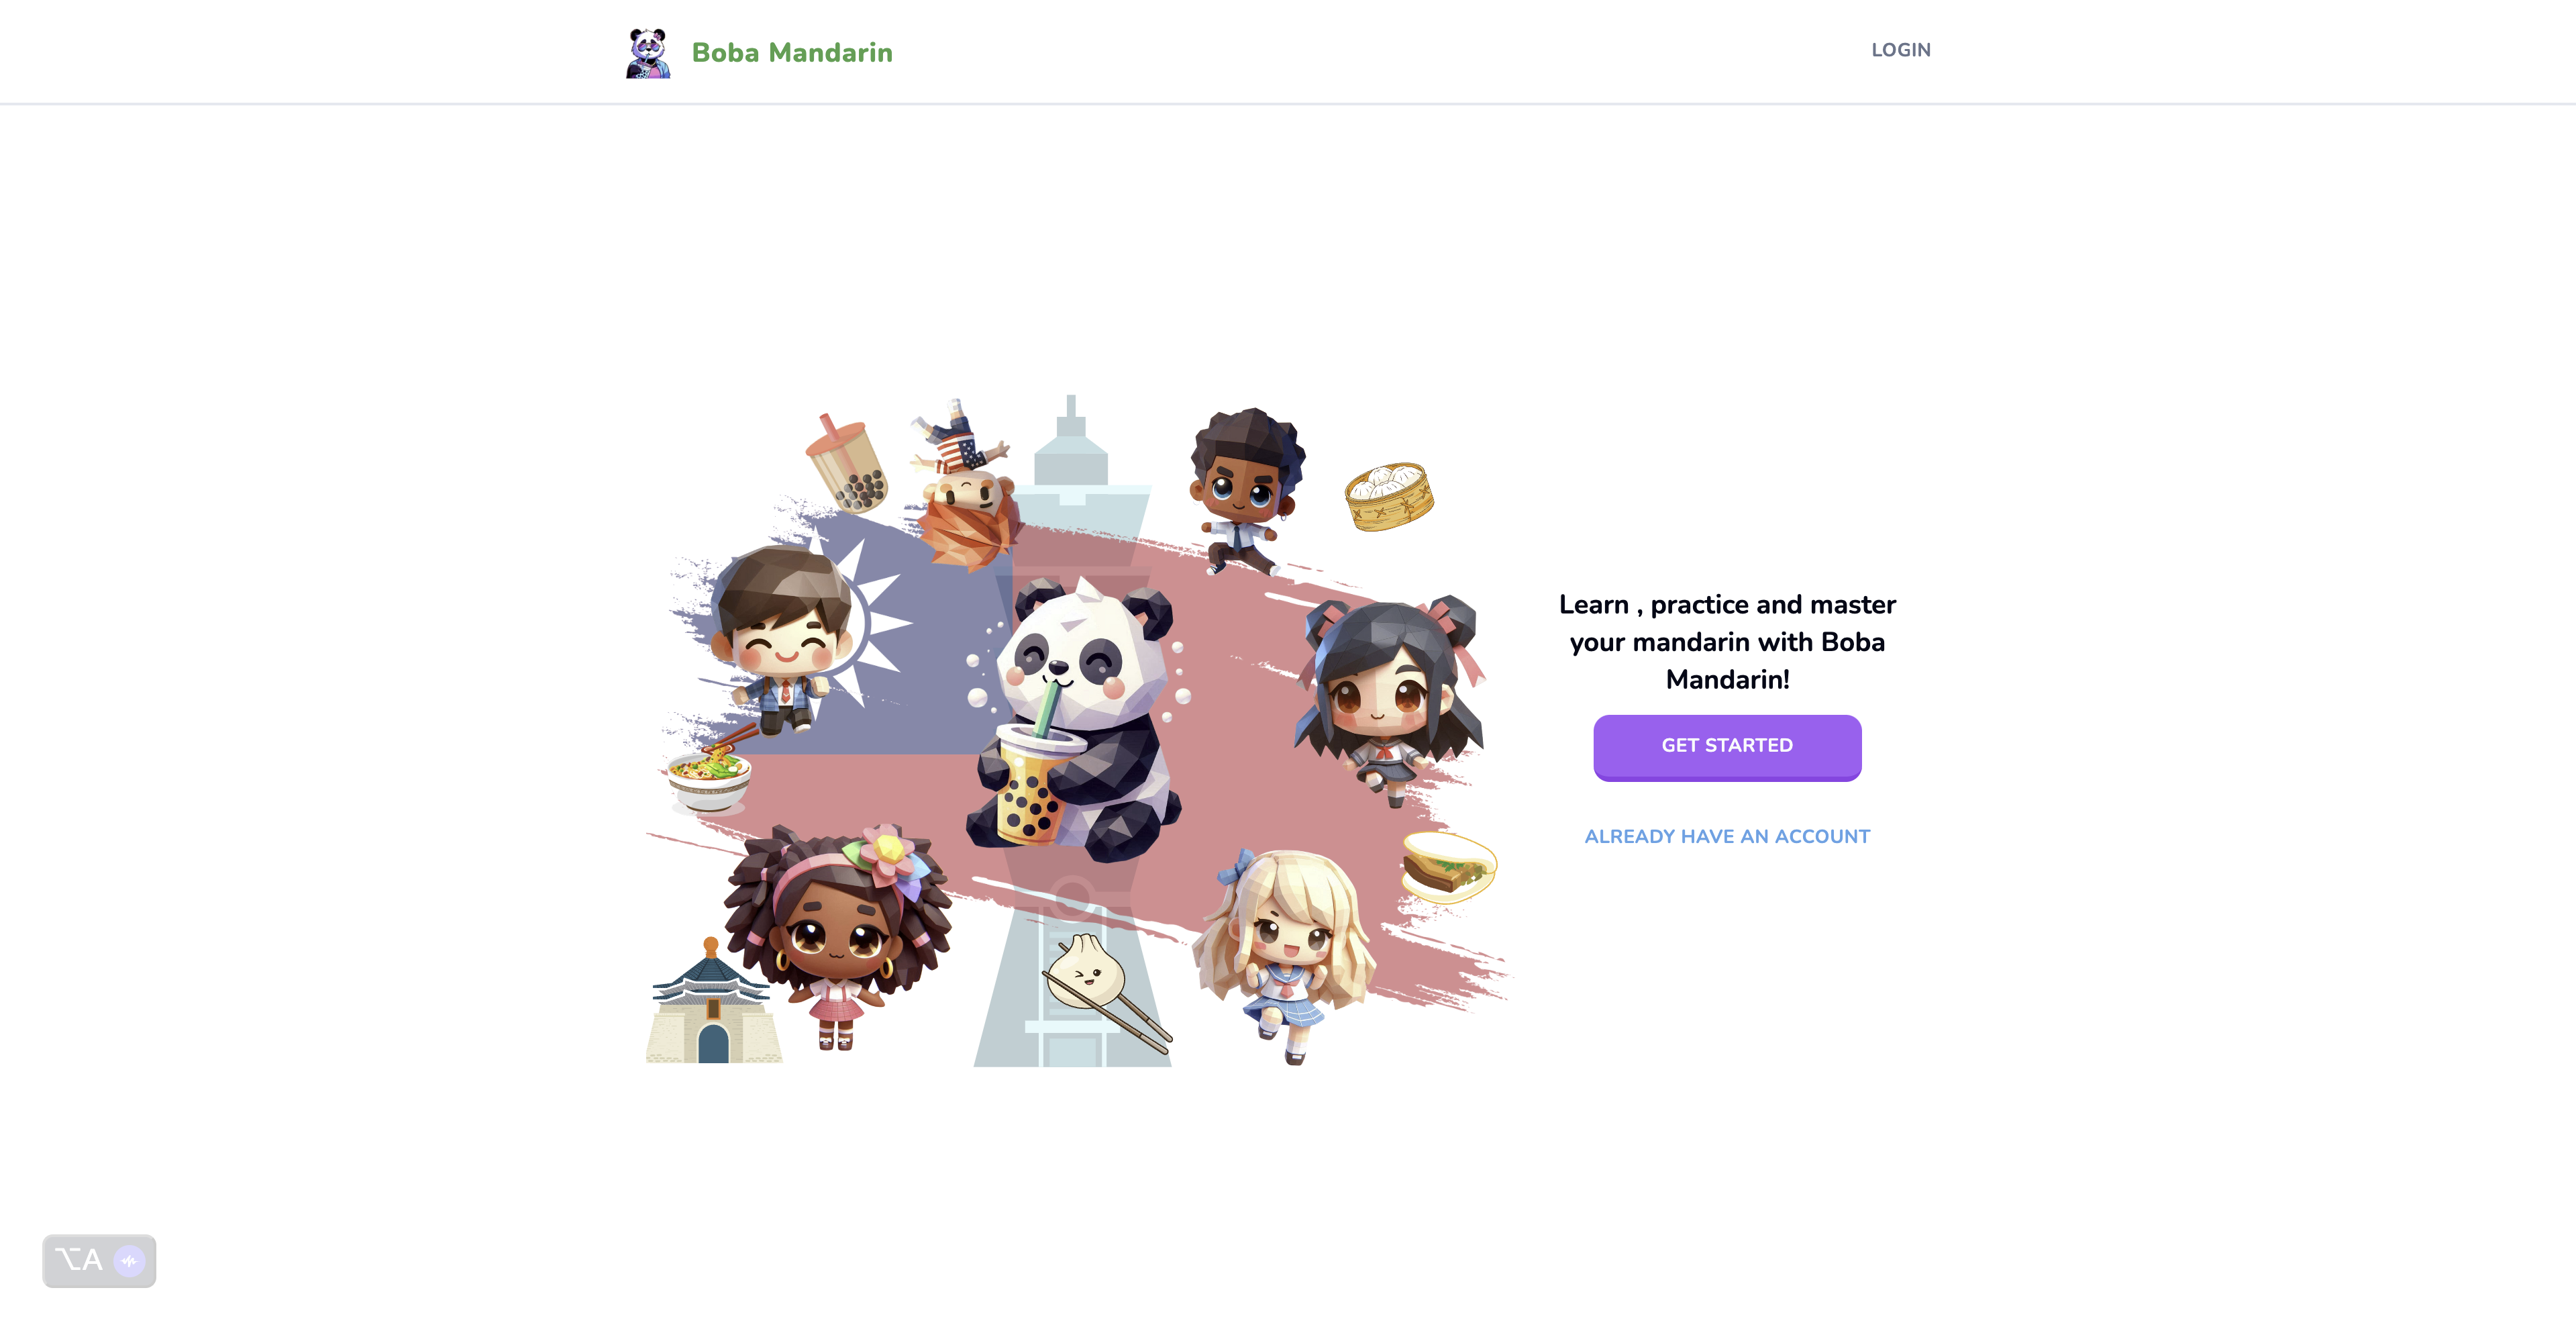 Boba Mandarin
LOGIN
Learn , practice and master
your mandarin with Boba
Mandarin!
GET STARTED
ALREADY HAVE AN ACCOUNT
⌥A